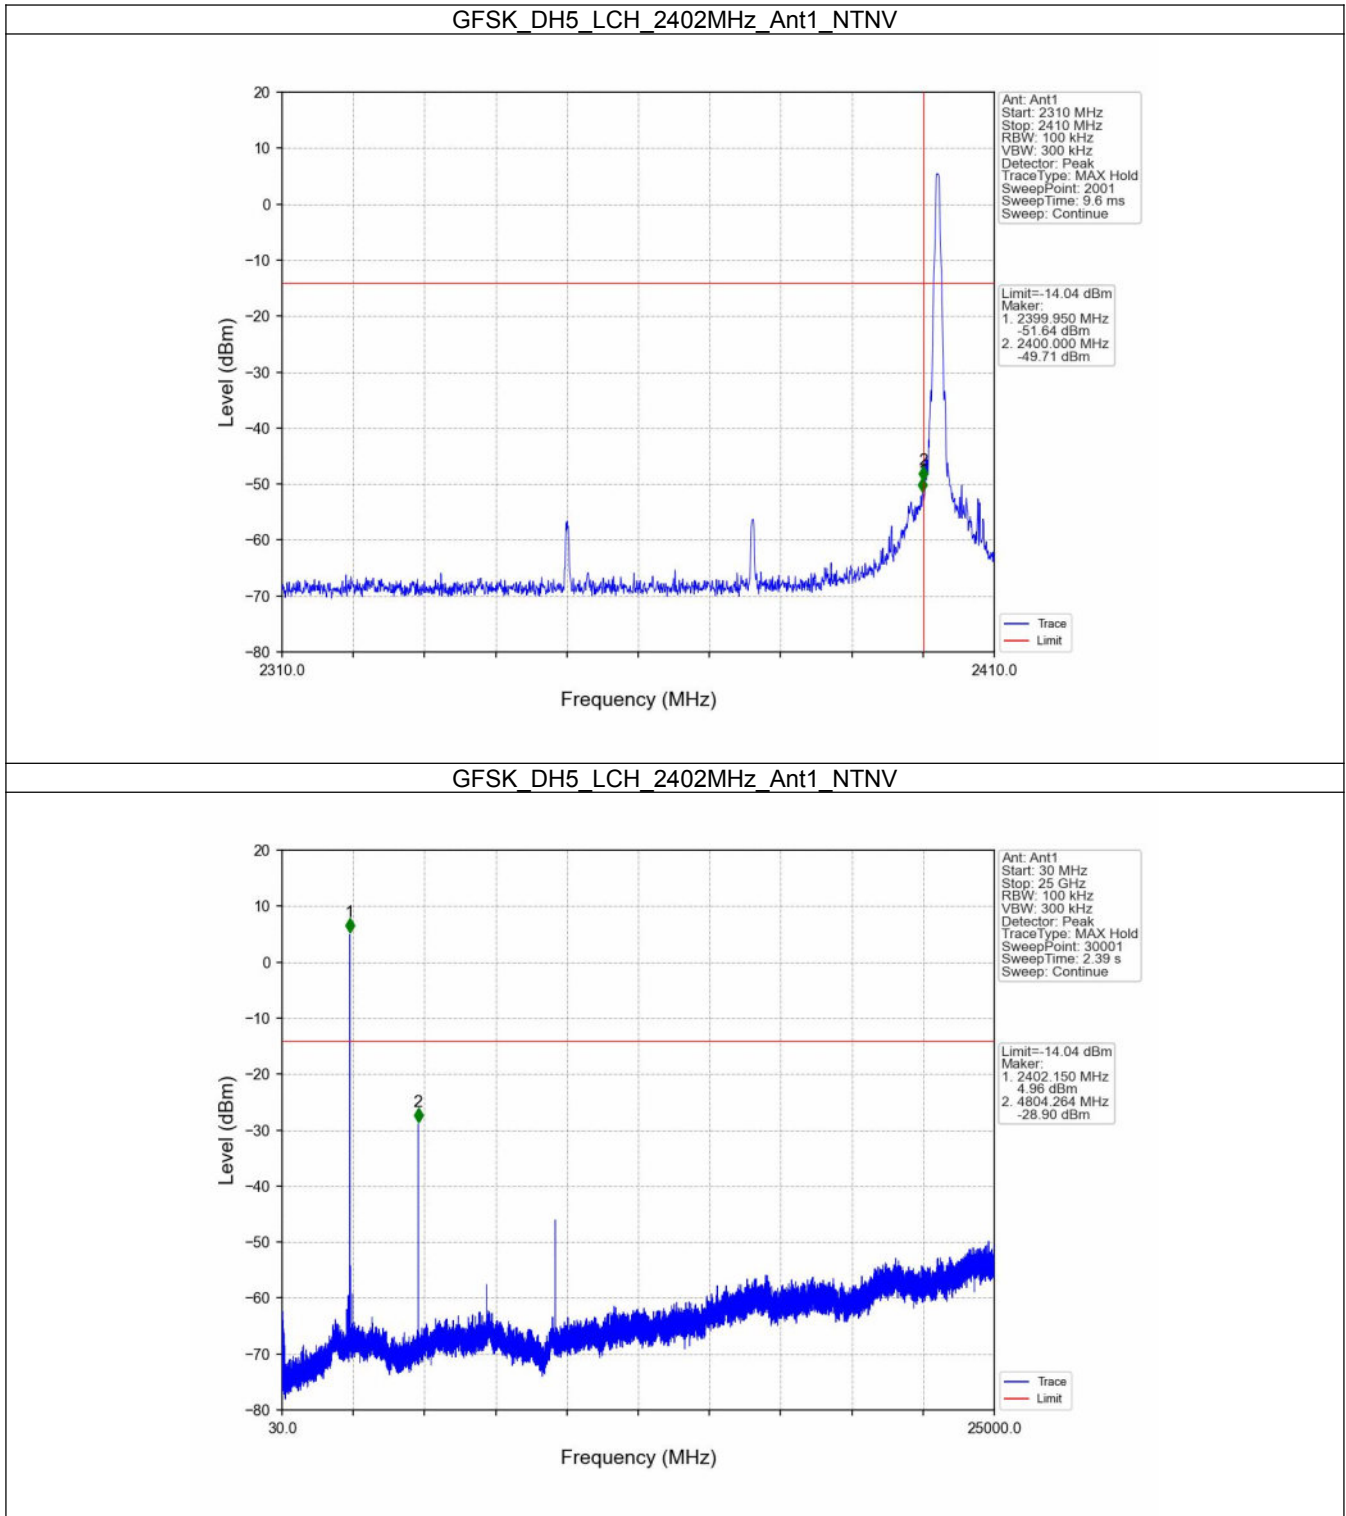 GFSK_DH5_LCH_2402MHz_Ant1_NTNV
20
10
0
−10
−20
−30
−40
−50
−60
−70
−80
Level (dBm)
2310.0
2410.0
Frequency (MHz)
2
Ant: Ant1
Start: 2310 MHz
Stop: 2410 MHz
RBW: 100 kHz
VBW: 300 kHz
Detector: Peak
TraceType: MAX Hold
SweepPoint: 2001
SweepTime: 9.6 ms
Sweep: Continue
Limit=-14.04 dBm
Maker:
1. 2399.950 MHz
-51.64 dBm
2. 2400.000 MHz
-49.71 dBm
Trace
Limit
GFSK_DH5_LCH_2402MHz_Ant1_NTNV
20
10
0
−10
−20
−30
−40
−50
−60
−70
−80
Level (dBm)
30.0
25000.0
Frequency (MHz)
1
2
Ant: Ant1
Start: 30 MHz
Stop: 25 GHz
RBW: 100 kHz
VBW: 300 kHz
Detector: Peak
TraceType: MAX Hold
SweepPoint: 30001
SweepTime: 2.39 s
Sweep: Continue
Limit=-14.04 dBm
Maker:
1. 2402.150 MHz
4.96 dBm
2. 4804.264 MHz
-28.90 dBm
Trace
Limit